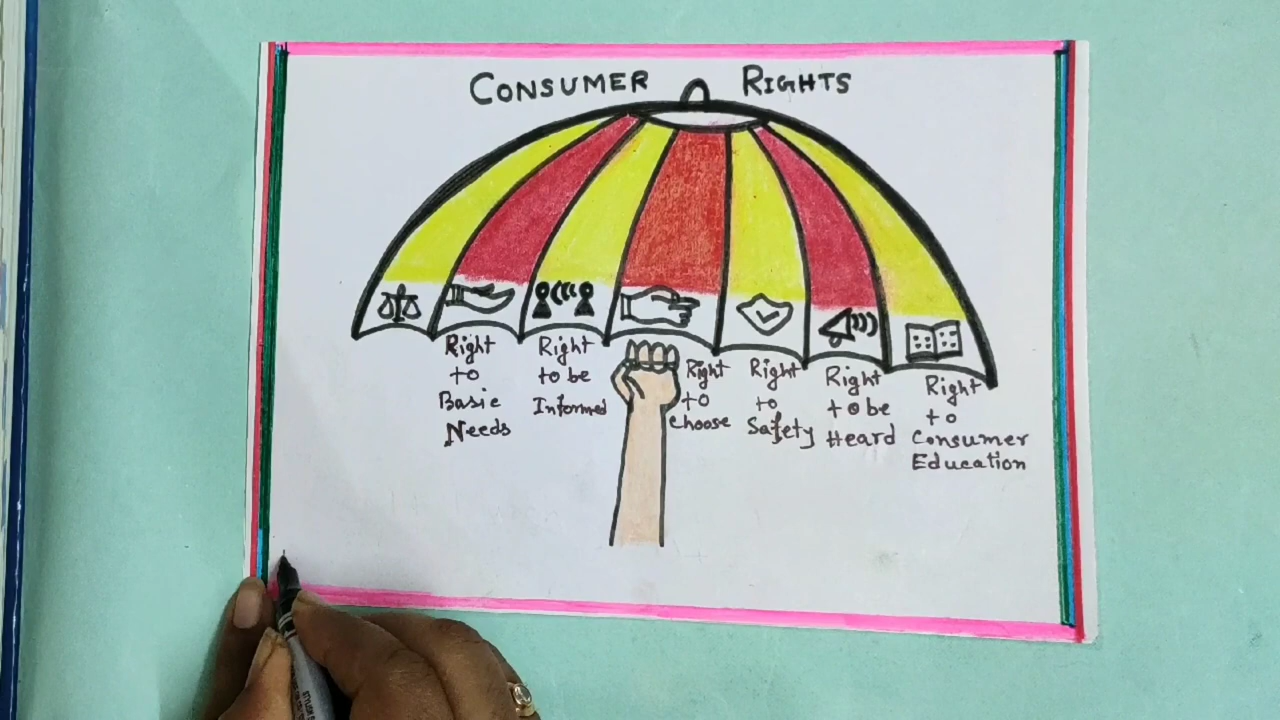 CONSUMER RIGHTS
Right
to
Basic
Needs
Right
to be
Informed
Right
to
choose
Right
to
Safety
Right
to be
Heard
Right
to
Consumer
Education